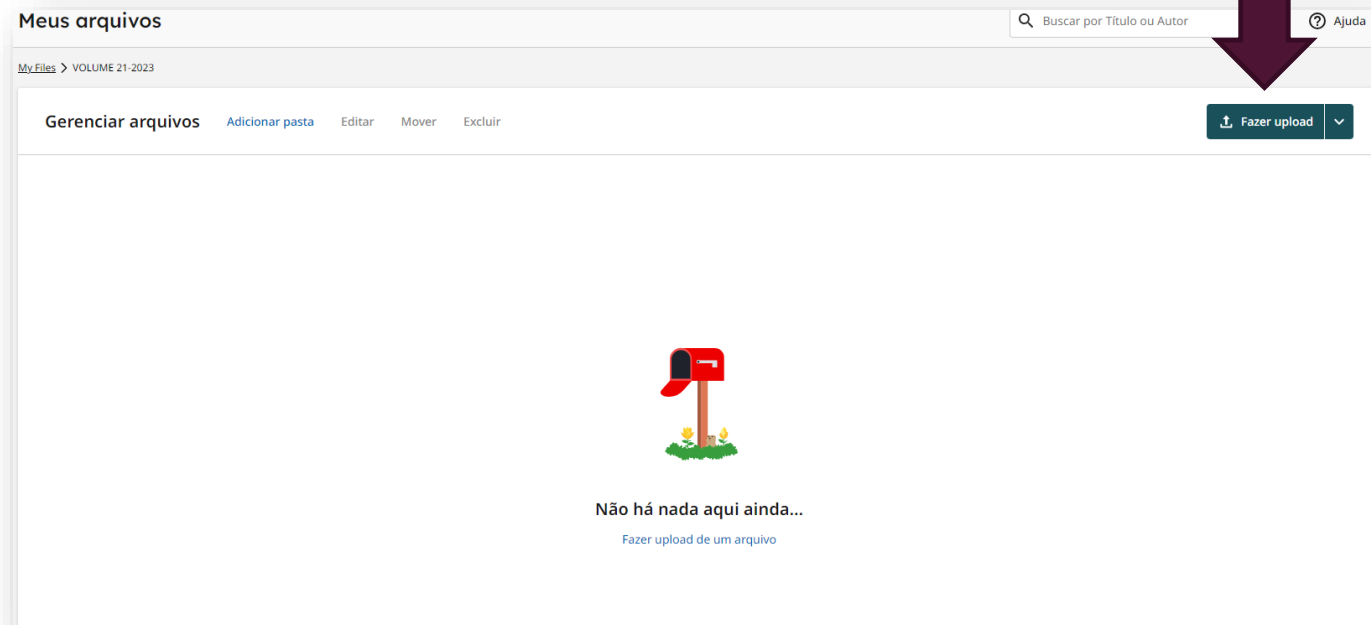 Meus arquivos
Buscar por Título ou Autor
Ajuda
My Files > VOLUME 21-2023
Gerenciar arquivos Adicionar pasta Editar Mover Excluir
Fazer upload
Não há nada aqui ainda...
Fazer upload de um arquivo